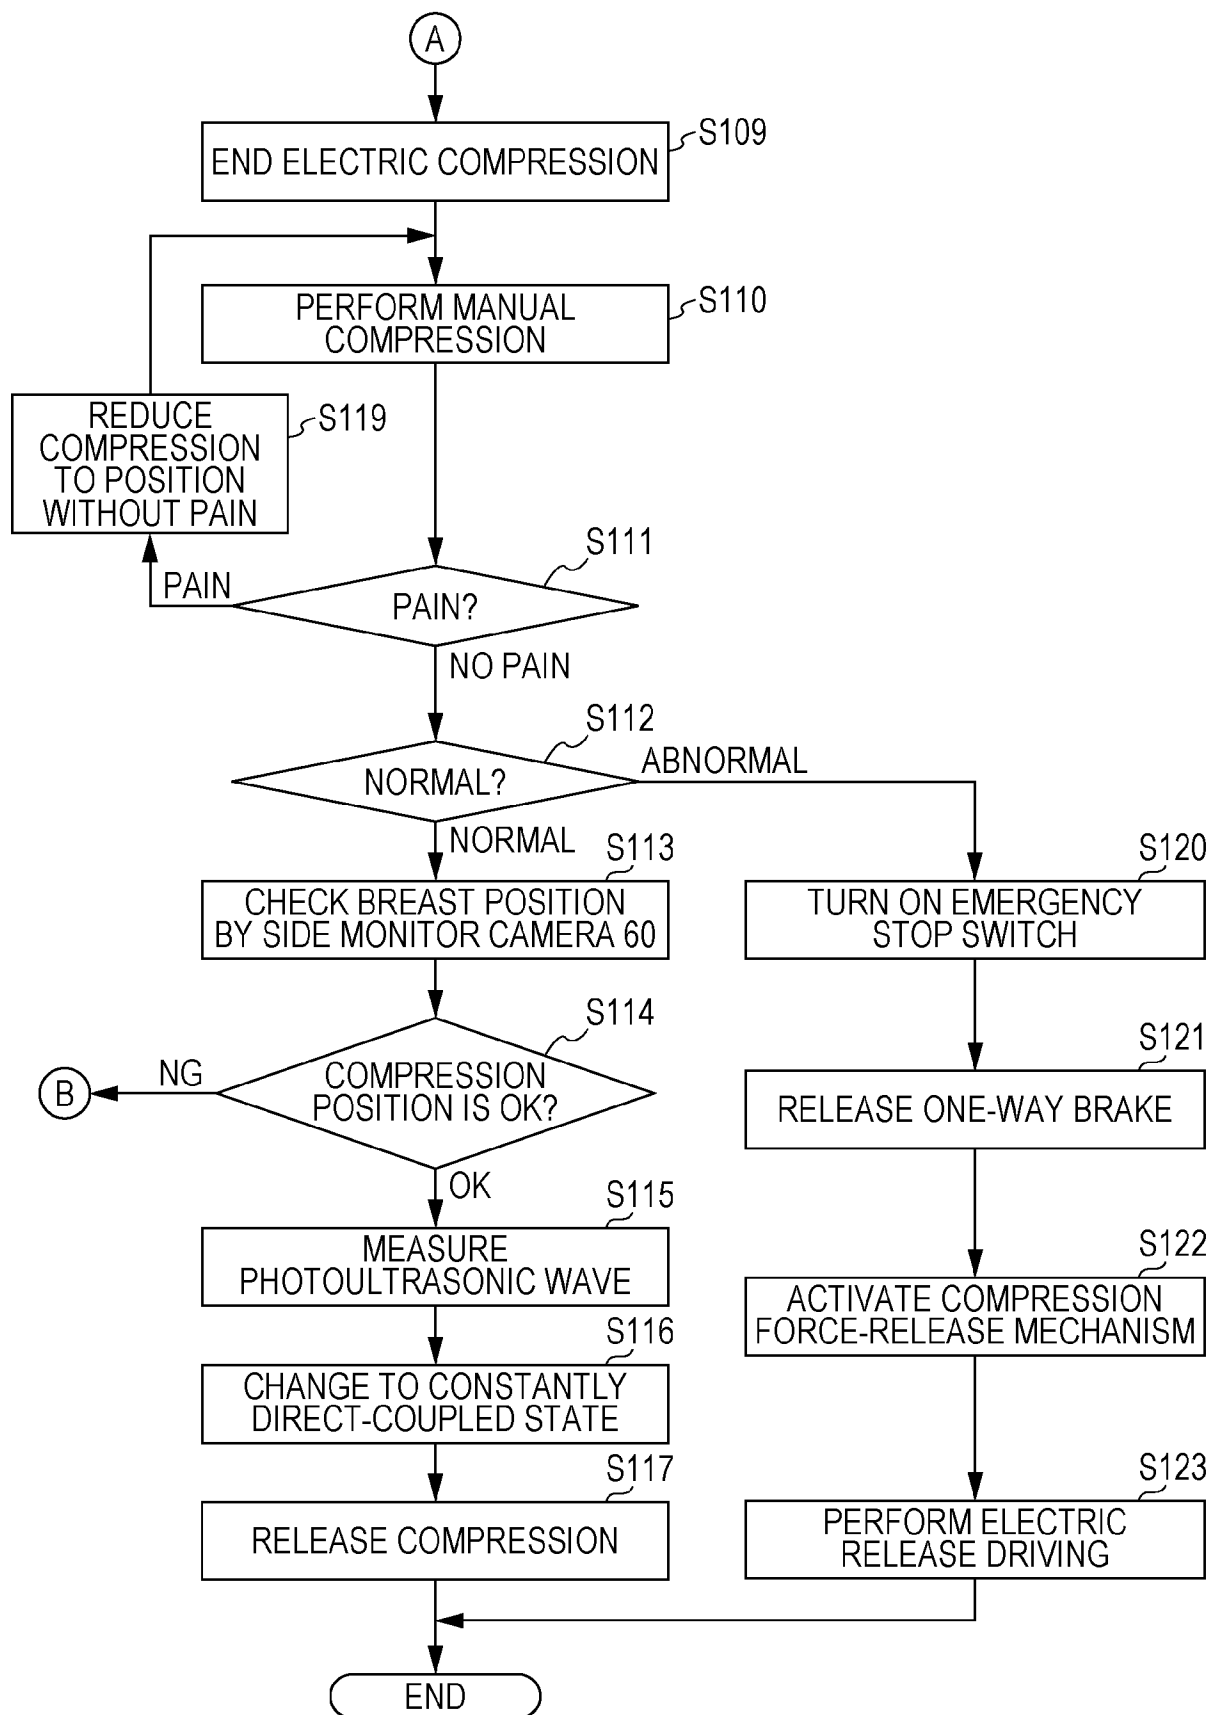 A
S109
END ELECTRIC COMPRESSION
S110
PERFORM MANUAL
COMPRESSION
S119
REDUCE
COMPRESSION
TO POSITION
WITHOUT PAIN
S111
PAIN
PAIN?
NO PAIN
S112
ABNORMAL
NORMAL?
NORMAL
S113
CHECK BREAST POSITION
BY SIDE MONITOR CAMERA 60
S120
TURN ON EMERGENCY
STOP SWITCH
S114
NG
B
COMPRESSION
POSITION IS OK?
OK
S121
RELEASE ONE-WAY BRAKE
S115
MEASURE
PHOTOULTRASONIC WAVE
S122
ACTIVATE COMPRESSION
FORCE-RELEASE MECHANISM
S116
CHANGE TO CONSTANTLY
DIRECT-COUPLED STATE
S117
RELEASE COMPRESSION
S123
PERFORM ELECTRIC
RELEASE DRIVING
END